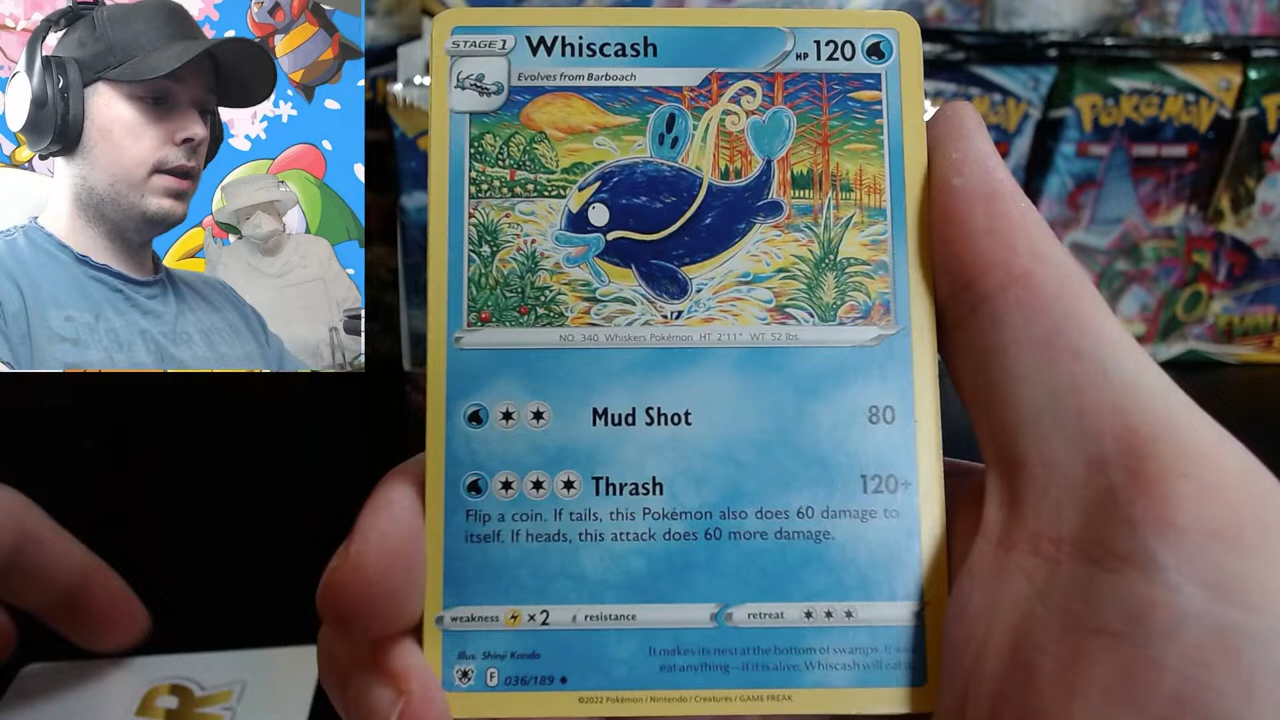 STAGE 1 Whiscash HP 120
Evolves from Barboach
POKÉMON
NO. 340 Whiskers Pokémon HT: 2'11" WT: 52 lbs.
Mud Shot 80
Thrash 120+
Flip a coin. If tails, this Pokémon also does 60 damage to
itself. If heads, this attack does 60 more damage.
weakness ×2 resistance retreat
Illus. Shinji Kanda
It makes its nest at the bottom of swamps. It
eat anything—if it is alive, Whiscash will eat
F 036/189
©2022 Pokémon / Nintendo / Creatures / GAME FREAK
R